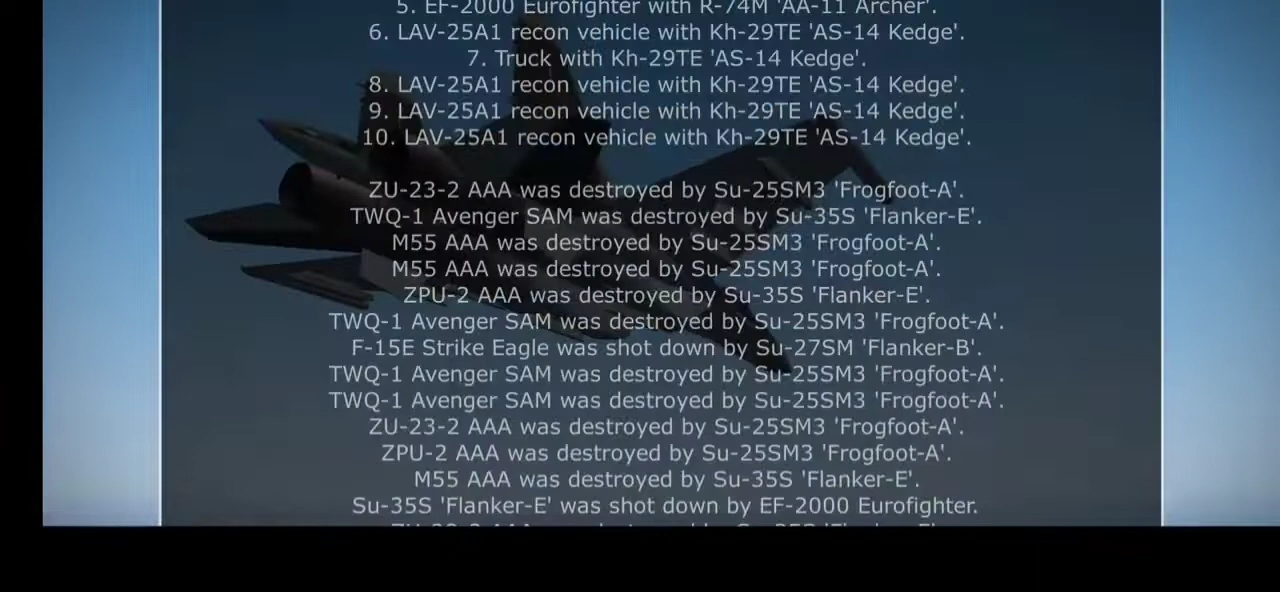 5. EF-2000 Eurofighter with R-74M 'AA-11 Archer'.
6. LAV-25A1 recon vehicle with Kh-29TE 'AS-14 Kedge'.
7. Truck with Kh-29TE 'AS-14 Kedge'.
8. LAV-25A1 recon vehicle with Kh-29TE 'AS-14 Kedge'.
9. LAV-25A1 recon vehicle with Kh-29TE 'AS-14 Kedge'.
10. LAV-25A1 recon vehicle with Kh-29TE 'AS-14 Kedge'.
ZU-23-2 AAA was destroyed by Su-25SM3 'Frogfoot-A'.
TWQ-1 Avenger SAM was destroyed by Su-35S 'Flanker-E'.
M55 AAA was destroyed by Su-25SM3 'Frogfoot-A'.
M55 AAA was destroyed by Su-25SM3 'Frogfoot-A'.
ZPU-2 AAA was destroyed by Su-35S 'Flanker-E'.
TWQ-1 Avenger SAM was destroyed by Su-25SM3 'Frogfoot-A'.
F-15E Strike Eagle was shot down by Su-27SM 'Flanker-B'.
TWQ-1 Avenger SAM was destroyed by Su-25SM3 'Frogfoot-A'.
TWQ-1 Avenger SAM was destroyed by Su-25SM3 'Frogfoot-A'.
ZU-23-2 AAA was destroyed by Su-25SM3 'Frogfoot-A'.
ZPU-2 AAA was destroyed by Su-25SM3 'Frogfoot-A'.
M55 AAA was destroyed by Su-35S 'Flanker-E'.
Su-35S 'Flanker-E' was shot down by EF-2000 Eurofighter.